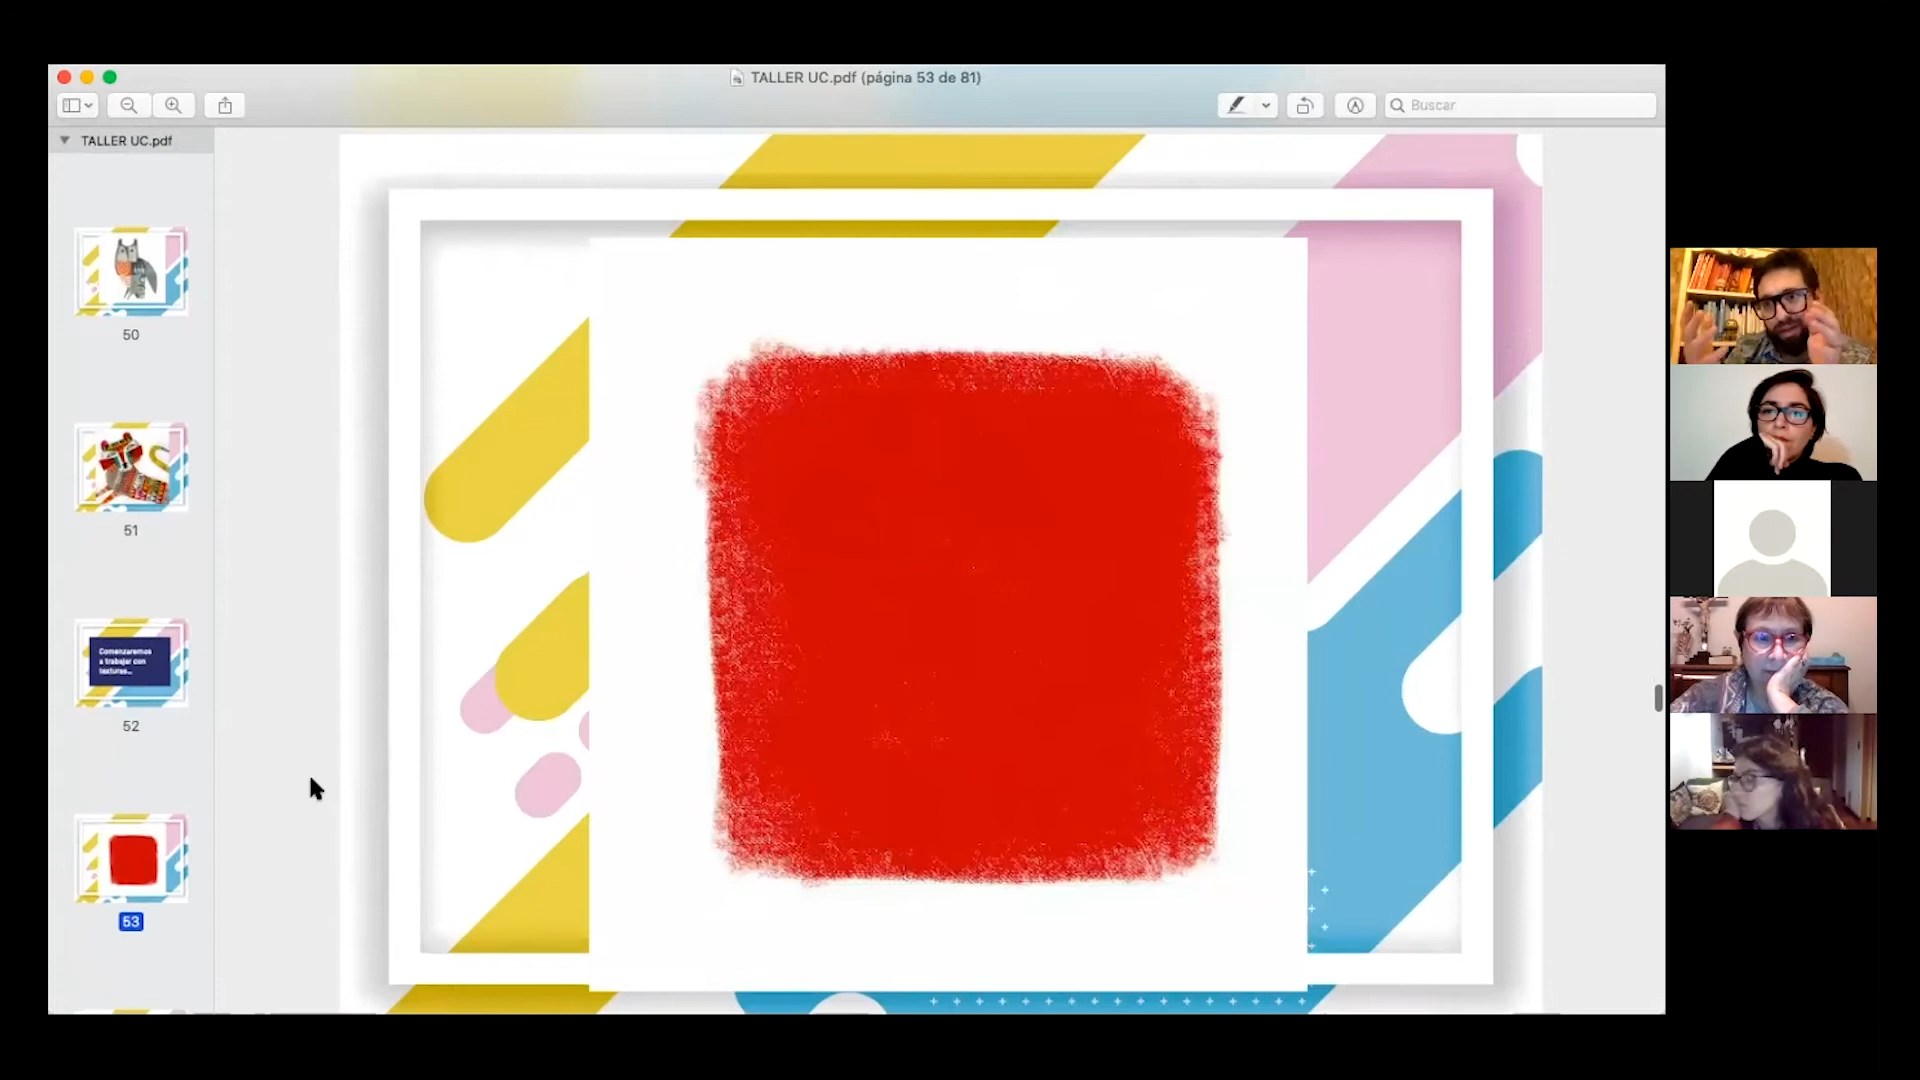 TALLER UC.pdf (página 53 de 81)
Buscar
TALLER UC.pdf
50
51
Comenzaremos
a trabajar con
texturas...
52
53